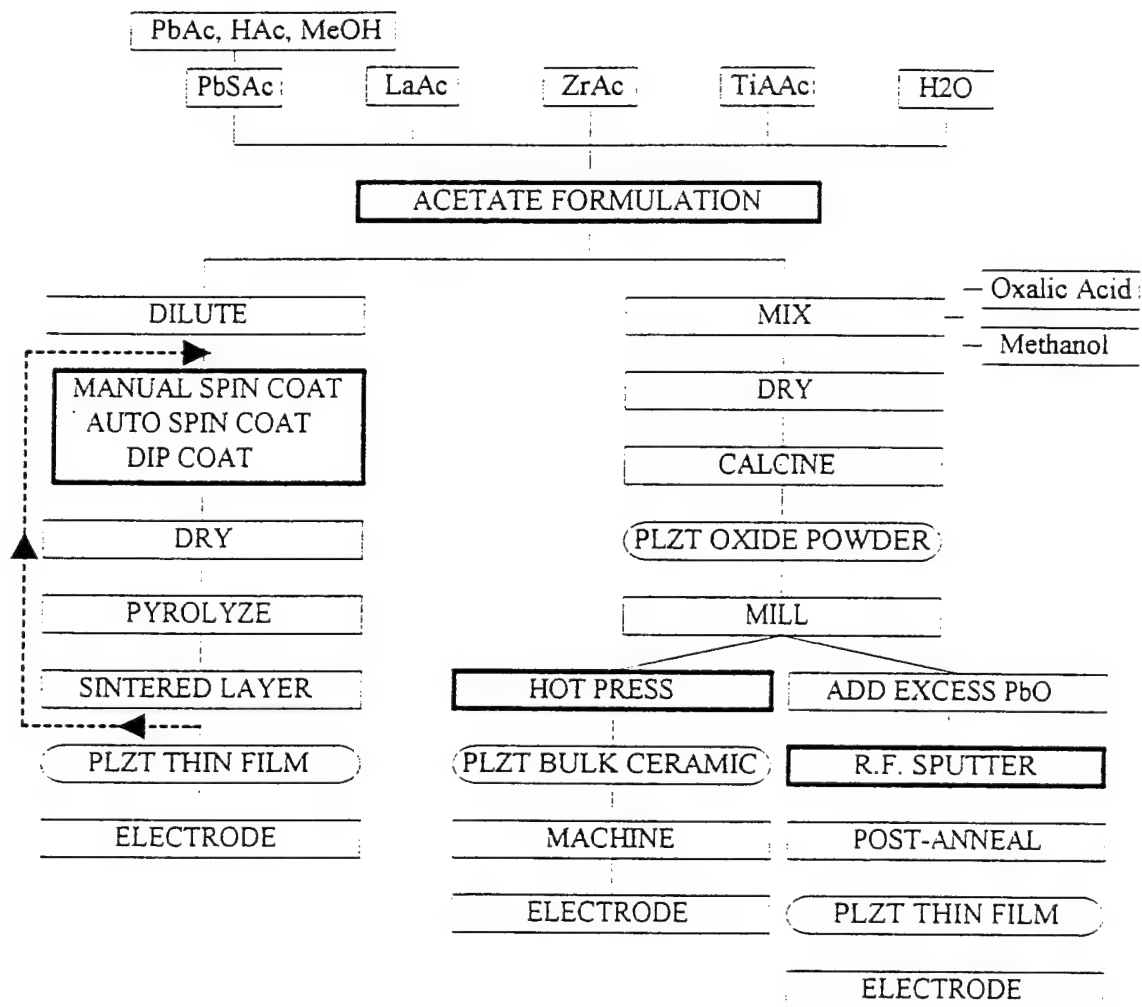 PbAc, HAc, MeOH
PbSAc
LaAc
ZrAc
TiAAc
H2O
ACETATE FORMULATION
DILUTE
MANUAL SPIN COAT
AUTO SPIN COAT
DIP COAT
DRY
PYROLYZE
SINTERED LAYER
PLZT THIN FILM
ELECTRODE
MIX
Oxalic Acid
Methanol
DRY
CALCINE
PLZT OXIDE POWDER
MILL
HOT PRESS
PLZT BULK CERAMIC
MACHINE
ELECTRODE
ADD EXCESS PbO
R.F. SPUTTER
POST-ANNEAL
PLZT THIN FILM
ELECTRODE